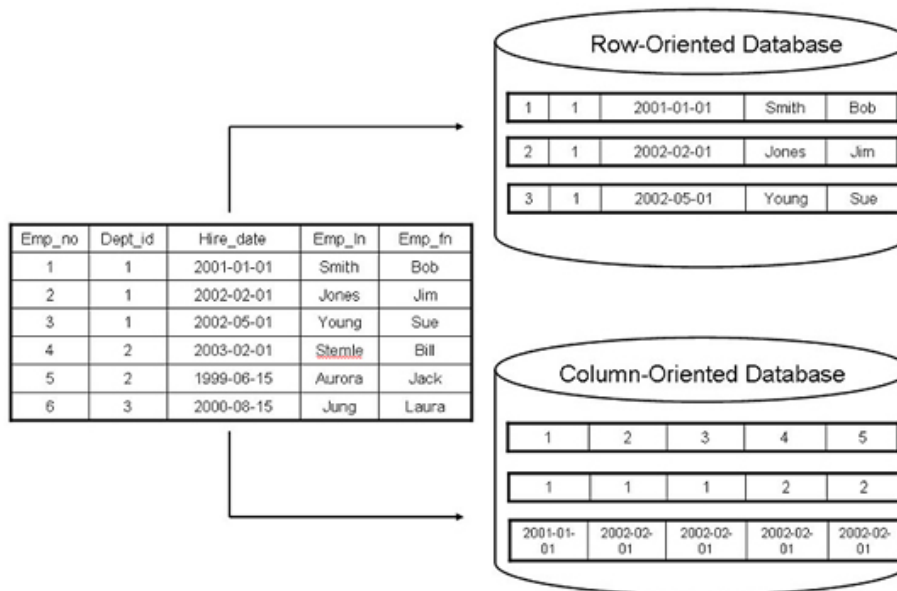 Row-Oriented Database
1 1 2001-01-01 Smith Bob
2 1 2002-02-01 Jones Jim
3 1 2002-05-01 Young Sue
Emp_no Dept_id Hire_date Emp_ln Emp_fn
1 1 2001-01-01 Smith Bob
2 1 2002-02-01 Jones Jim
3 1 2002-05-01 Young Sue
4 2 2003-02-01 Stemle Bill
5 2 1999-06-15 Aurora Jack
6 3 2000-08-15 Jung Laura
Column-Oriented Database
1 2 3 4 5
1 1 1 2 2
2001-01- 2002-02- 2002-02- 2002-02- 2002-02-
01 01 01 01 01